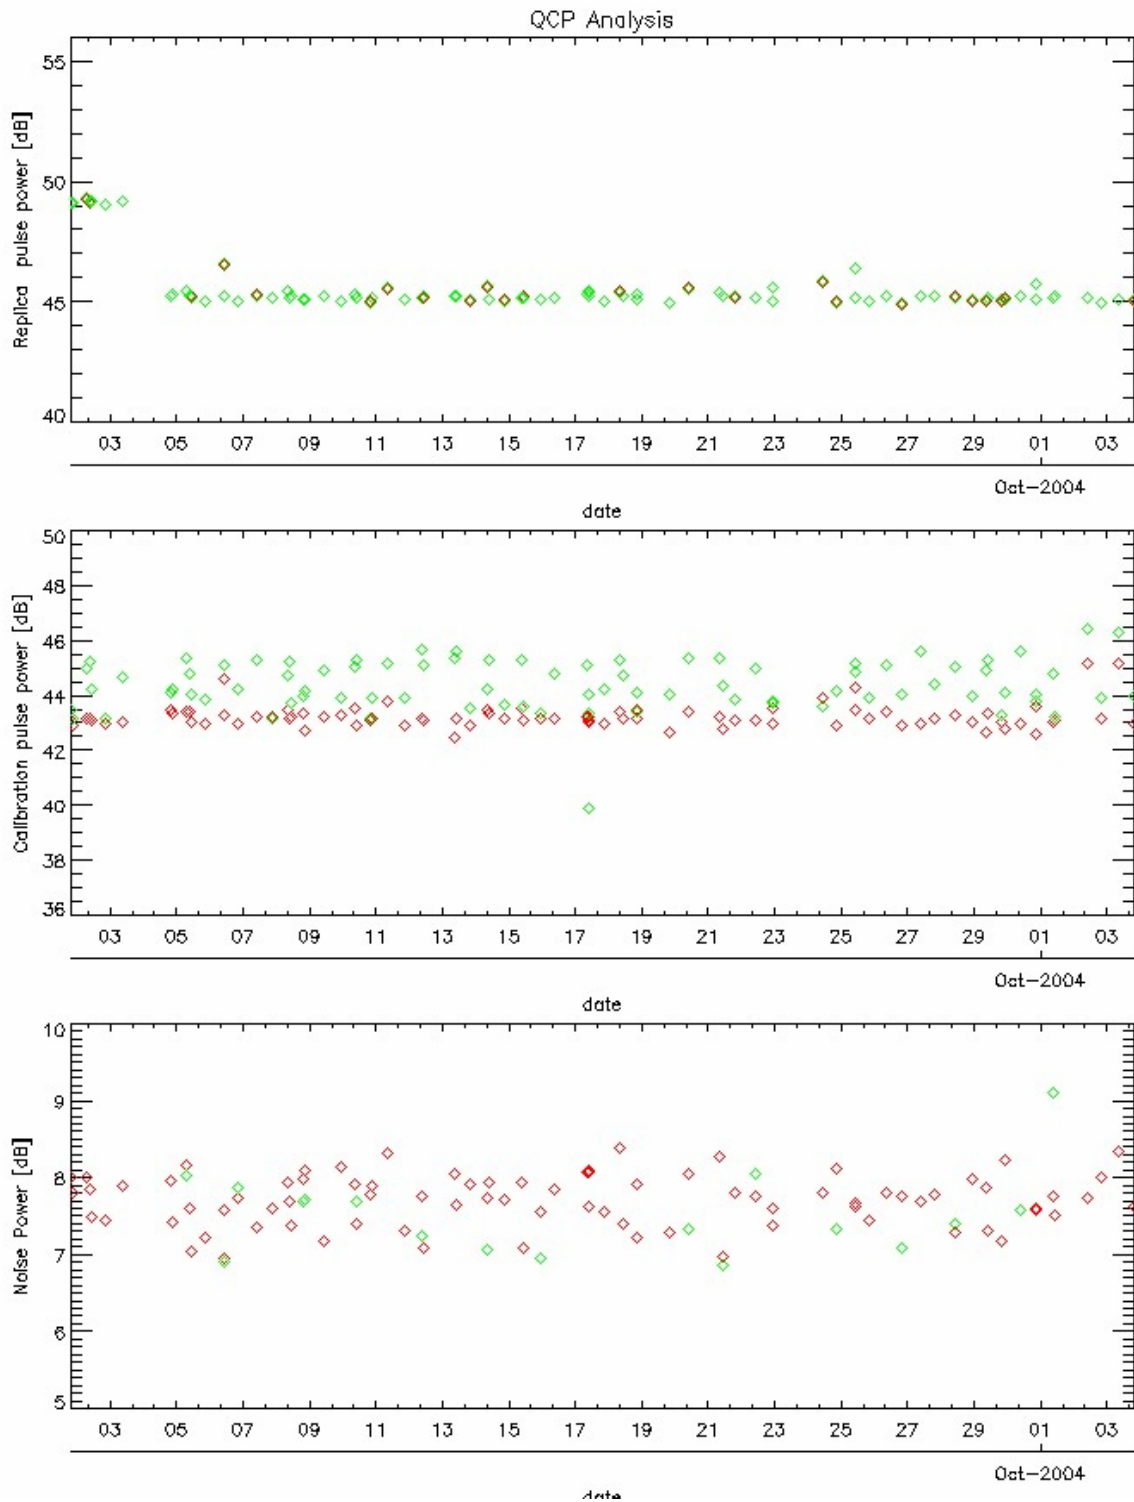 QCP Analysis
55
50
45
40
Replica pulse power [dB]
03 05 07 09 11 13 15 17 19 21 23 25 27 29 01 03
Oct-2004
date
50
48
46
44
42
40
38
36
Calibration pulse power [dB]
03 05 07 09 11 13 15 17 19 21 23 25 27 29 01 03
Oct-2004
date
10
9
8
7
6
5
Noise Power [dB]
03 05 07 09 11 13 15 17 19 21 23 25 27 29 01 03
Oct-2004
date